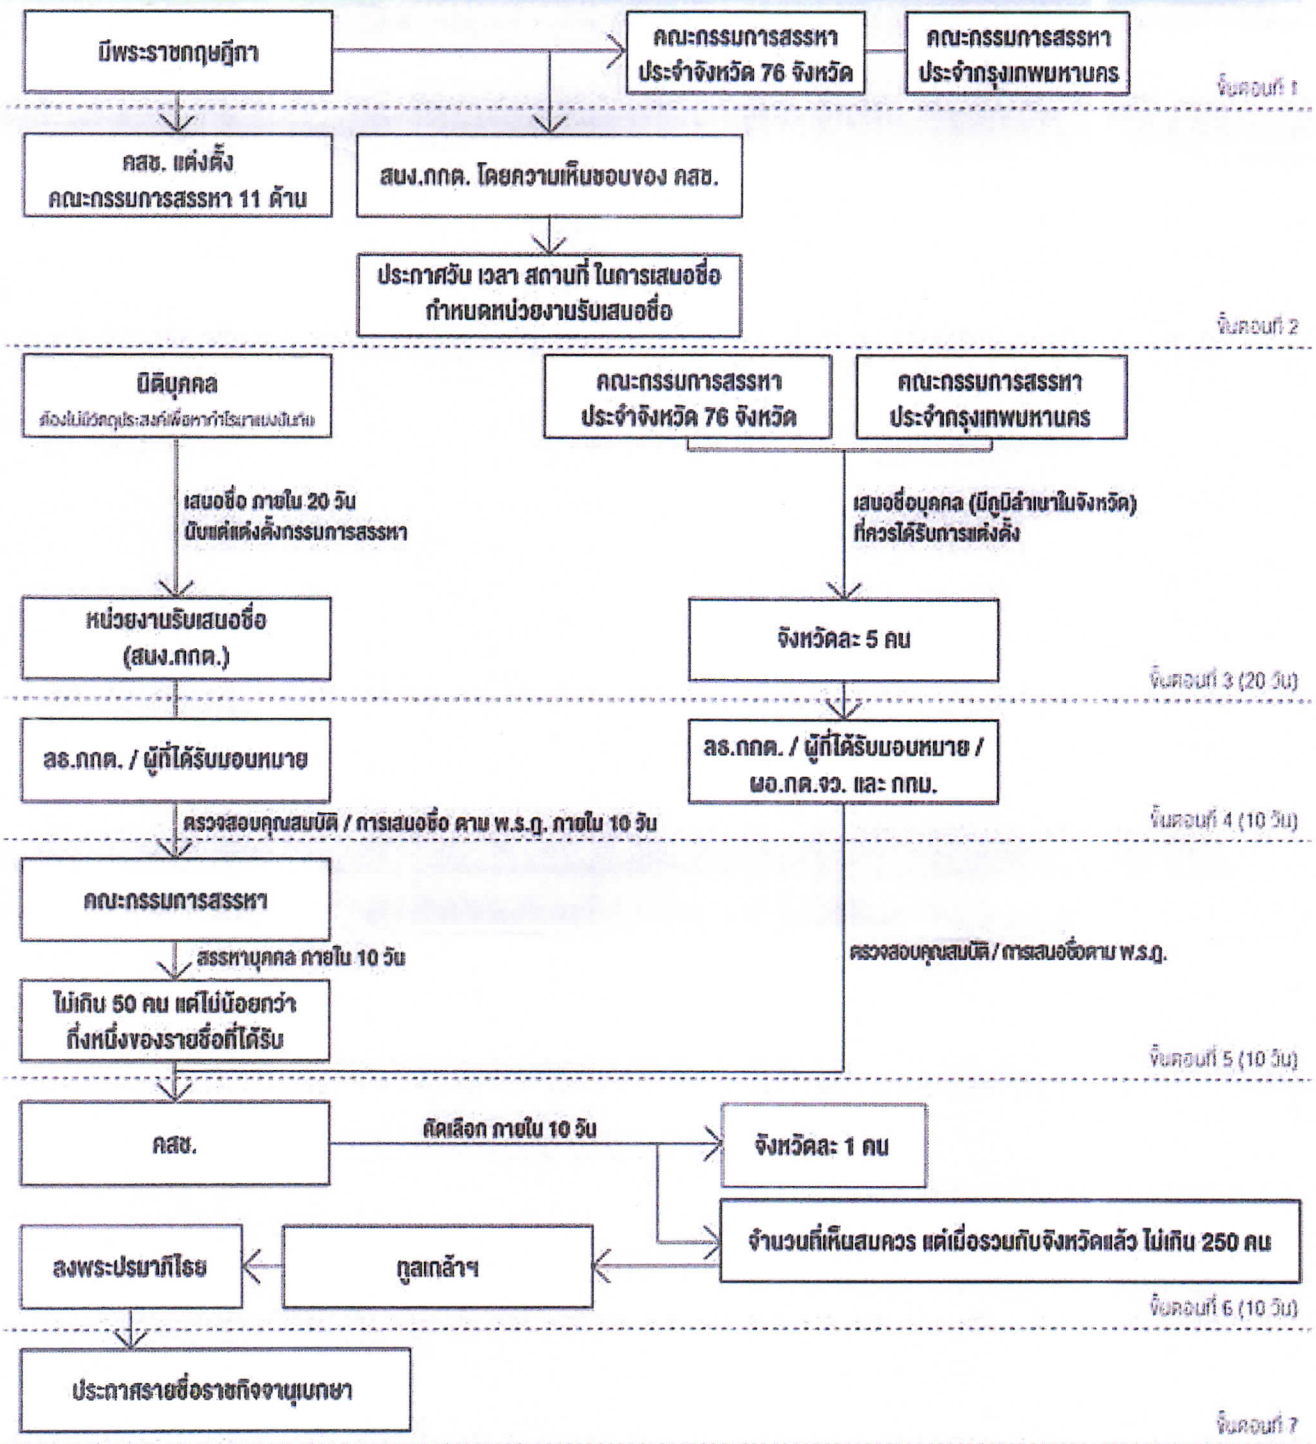 มีพระราชกฤษฎีกา
คณะกรรมการสรรหา
ประจำจังหวัด 76 จังหวัด
คณะกรรมการสรรหา
ประจำกรุงเทพมหานคร
ขั้นตอนที่ 1
คสช. แต่งตั้ง
คณะกรรมการสรรหา 11 ด้าน
สนง.กกต. โดยความเห็นชอบของ คสช.
ประกาศวัน เวลา สถานที่ ในการเสนอชื่อ
กำหนดหน่วยงานรับเสนอชื่อ
ขั้นตอนที่ 2
นิติบุคคล
ต้องไม่มีวัตถุประสงค์เพื่อหากำไรมาแบ่งปันกัน
คณะกรรมการสรรหา
ประจำจังหวัด 76 จังหวัด
คณะกรรมการสรรหา
ประจำกรุงเทพมหานคร
เสนอชื่อ ภายใน 20 วัน
นับแต่แต่งตั้งกรรมการสรรหา
เสนอชื่อบุคคล (มีภูมิลำเนาในจังหวัด)
ที่ควรได้รับการแต่งตั้ง
หน่วยงานรับเสนอชื่อ
(สนง.กกต.)
จังหวัดละ 5 คน
ขั้นตอนที่ 3 (20 วัน)
ลธ.กกต. / ผู้ที่ได้รับมอบหมาย
ลธ.กกต. / ผู้ที่ได้รับมอบหมาย /
ผอ.กต.จว. และ กทม.
ตรวจสอบคุณสมบัติ / การเสนอชื่อ ตาม พ.ร.ฎ. ภายใน 10 วัน
ขั้นตอนที่ 4 (10 วัน)
คณะกรรมการสรรหา
สรรหาบุคคล ภายใน 10 วัน
ตรวจสอบคุณสมบัติ / การเสนอชื่อตาม พ.ร.ฎ.
ไม่เกิน 50 คน แต่ไม่น้อยกว่า
กึ่งหนึ่งของรายชื่อที่ได้รับ
ขั้นตอนที่ 5 (10 วัน)
คสช.
คัดเลือก ภายใน 10 วัน
จังหวัดละ 1 คน
จำนวนที่เห็นสมควร แต่เมื่อรวมกับจังหวัดแล้ว ไม่เกิน 250 คน
ทูลเกล้าฯ
ลงพระปรมาภิไธย
ขั้นตอนที่ 6 (10 วัน)
ประกาศรายชื่อราชกิจจานุเบกษา
ขั้นตอนที่ 7